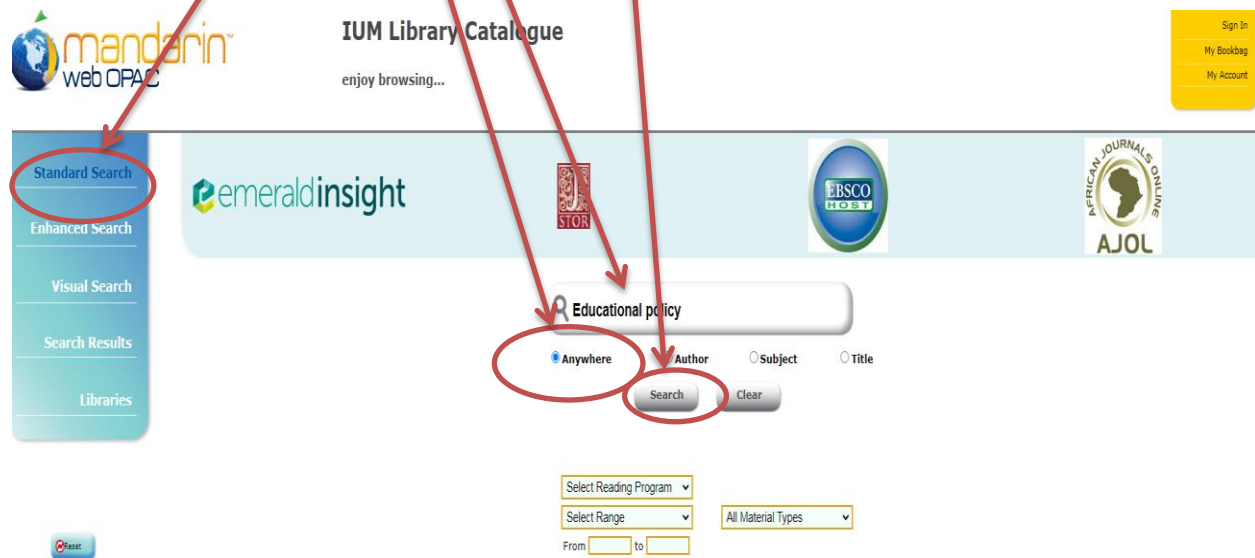 mandarin™
web OPAC
IUM Library Catalogue
enjoy browsing...
Sign In
My Bookbag
My Account
Standard Search
Enhanced Search
Visual Search
Search Results
Libraries
emeraldinsight
JSTOR
EBSCO
HOST
AFRICAN JOURNALS ONLINE
AJOL
Educational policy
Anywhere Author Subject Title
Search Clear
Select Reading Program
Select Range All Material Types
From to
Reset